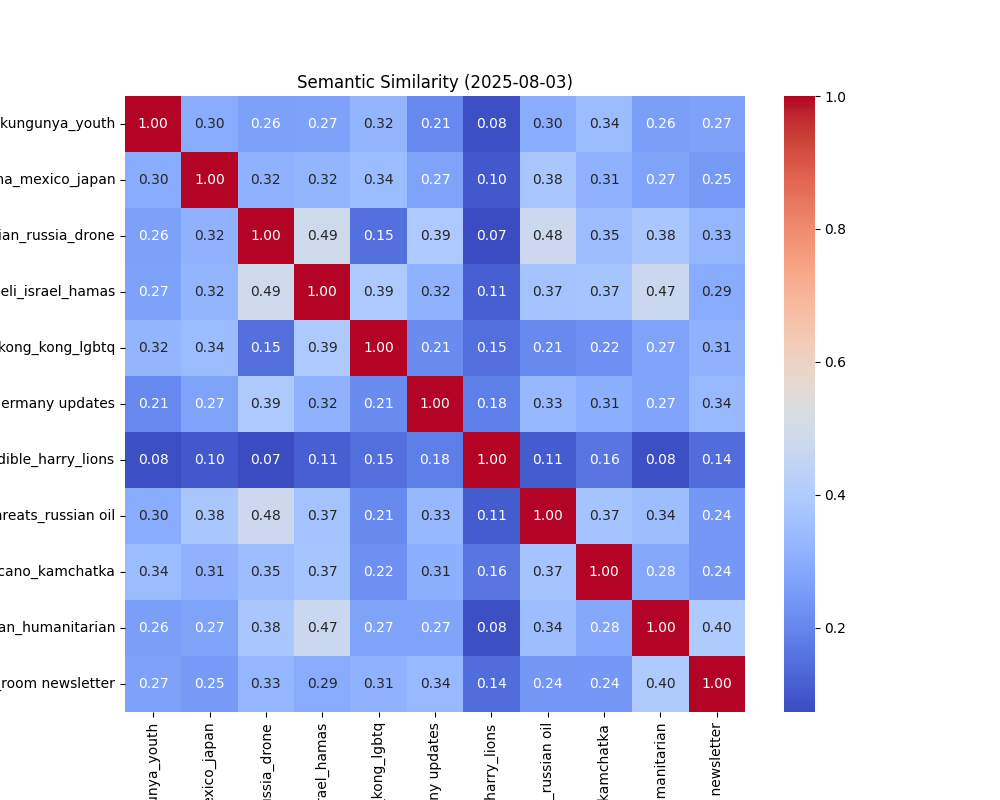 Semantic Similarity (2025-08-03)
kungunya_youth 1.00 0.30 0.26 0.27 0.32 0.21 0.08 0.30 0.34 0.26 0.27
na_mexico_japan 0.30 1.00 0.32 0.32 0.34 0.27 0.10 0.38 0.31 0.27 0.25
ian_russia_drone 0.26 0.32 1.00 0.49 0.15 0.39 0.07 0.48 0.35 0.38 0.33
eli_israel_hamas 0.27 0.32 0.49 1.00 0.39 0.32 0.11 0.37 0.37 0.47 0.29
kong_kong_lgbtq 0.32 0.34 0.15 0.39 1.00 0.21 0.15 0.21 0.22 0.27 0.31
ermany updates 0.21 0.27 0.39 0.32 0.21 1.00 0.18 0.33 0.31 0.27 0.34
dible_harry_lions 0.08 0.10 0.07 0.11 0.15 0.18 1.00 0.11 0.16 0.08 0.14
reats_russian oil 0.30 0.38 0.48 0.37 0.21 0.33 0.11 1.00 0.37 0.34 0.24
cano_kamchatka 0.34 0.31 0.35 0.37 0.22 0.31 0.16 0.37 1.00 0.28 0.24
an_humanitarian 0.26 0.27 0.38 0.47 0.27 0.27 0.08 0.34 0.28 1.00 0.40
_room newsletter 0.27 0.25 0.33 0.29 0.31 0.34 0.14 0.24 0.24 0.40 1.00
unya_youth
exico_japan
ssia_drone
rael_hamas
kong_lgbtq
ny updates
harry_lions
_russian oil
kamchatka
manitarian
newsletter
1.0
0.8
0.6
0.4
0.2